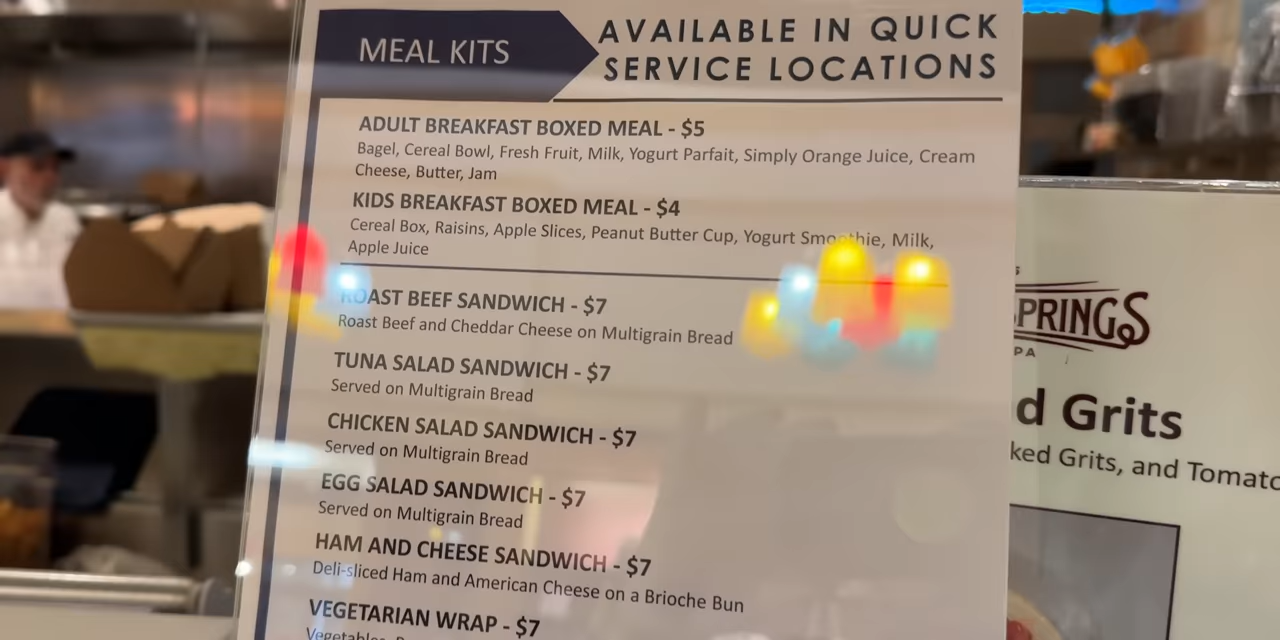 MEAL KITS
AVAILABLE IN QUICK
SERVICE LOCATIONS
ADULT BREAKFAST BOXED MEAL - $5
Bagel, Cereal Bowl, Fresh Fruit, Milk, Yogurt Parfait, Simply Orange Juice, Cream
Cheese, Butter, Jam
KIDS BREAKFAST BOXED MEAL - $4
Cereal Box, Raisins, Apple Slices, Peanut Butter Cup, Yogurt Smoothie, Milk,
Apple Juice
ROAST BEEF SANDWICH - $7
Roast Beef and Cheddar Cheese on Multigrain Bread
TUNA SALAD SANDWICH - $7
Served on Multigrain Bread
CHICKEN SALAD SANDWICH - $7
Served on Multigrain Bread
EGG SALAD SANDWICH - $7
Served on Multigrain Bread
HAM AND CHEESE SANDWICH - $7
Deli-sliced Ham and American Cheese on a Brioche Bun
VEGETARIAN WRAP - $7
Vegetables
PRINGS
PA
d Grits
ked Grits, and Tomato